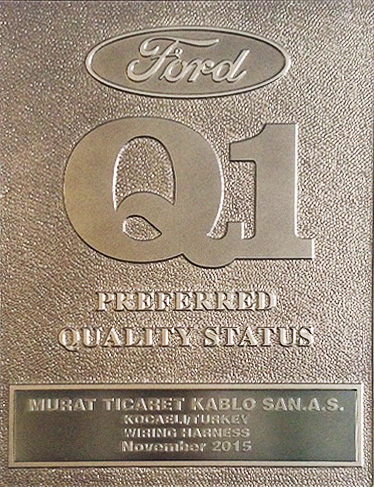 Ford
Q1
PREFERRED
QUALITY STATUS
MURAT TICARET KABLO SAN.A.S.
KOCAELI/TURKEY
WIRING HARNESS
November 2015